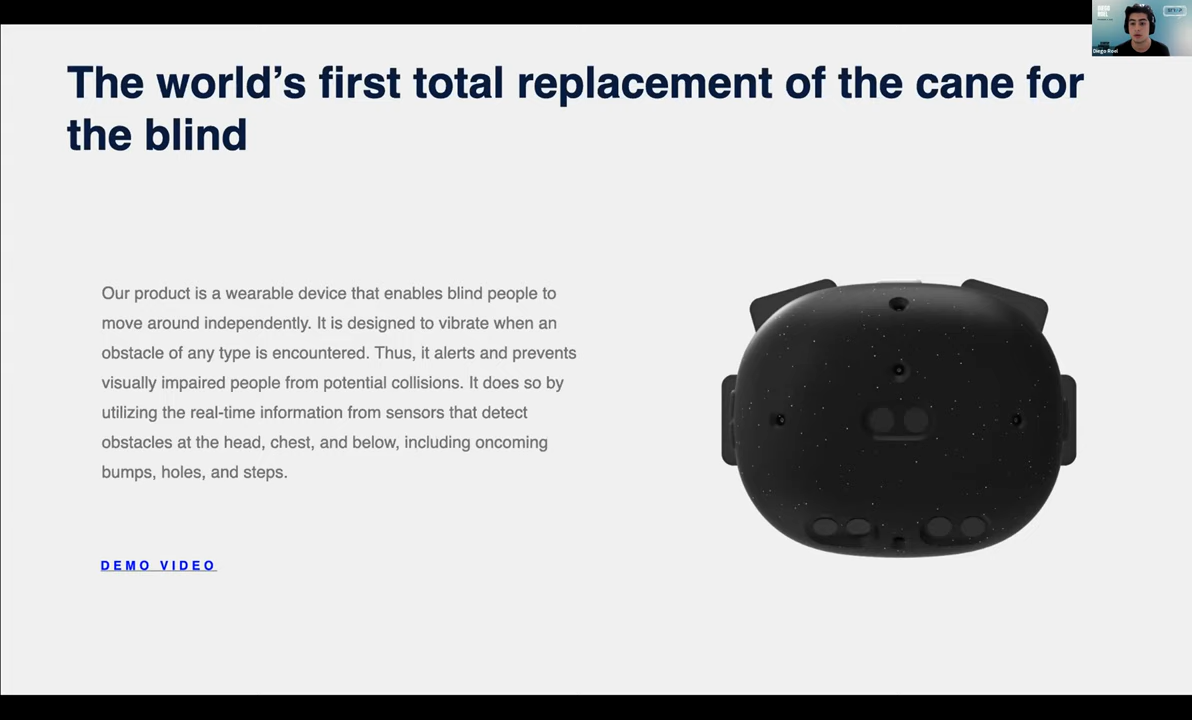 The world's first total replacement of the cane for
the blind
Our product is a wearable device that enables blind people to
move around independently. It is designed to vibrate when an
obstacle of any type is encountered. Thus, it alerts and prevents
visually impaired people from potential collisions. It does so by
utilizing the real-time information from sensors that detect
obstacles at the head, chest, and below, including oncoming
bumps, holes, and steps.
DEMO VIDEO
Diego Roel